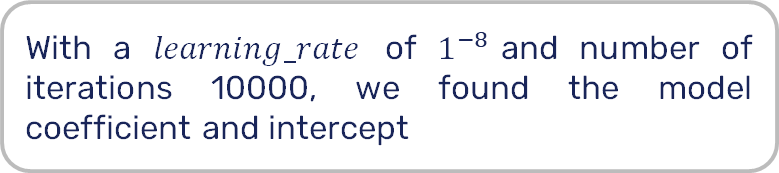 With a learning_rate of 1⁻⁸ and number of
iterations 10000, we found the model
coefficient and intercept